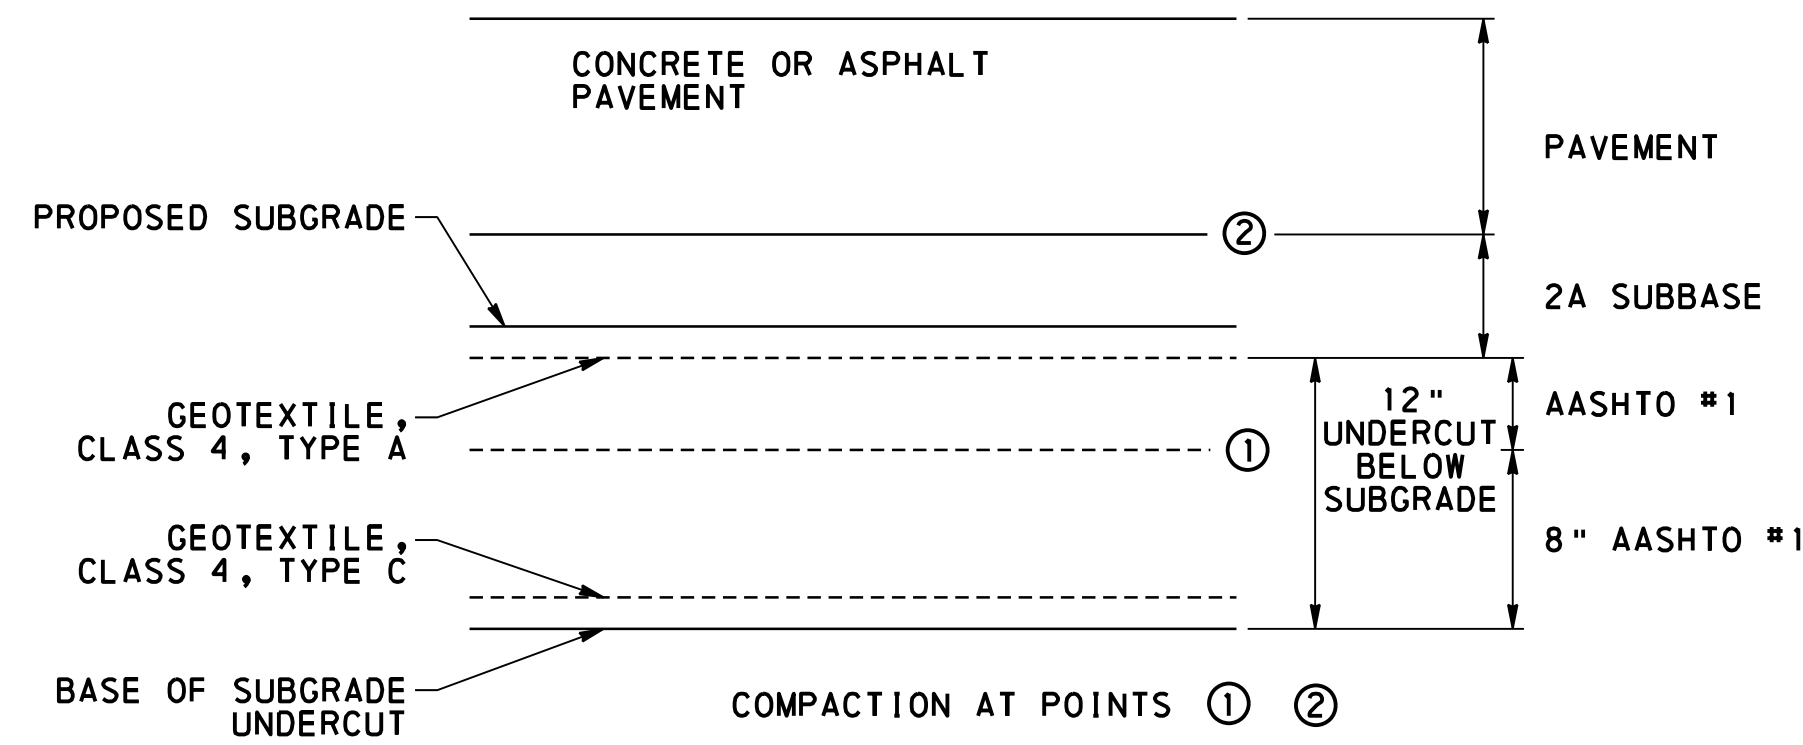 CONCRETE OR ASPHALT
PAVEMENT
PAVEMENT
PROPOSED SUBGRADE
②
2A SUBBASE
GEOTEXTILE,
CLASS 4, TYPE A
12"
UNDERCUT
BELOW
SUBGRADE
AASHTO #1
①
GEOTEXTILE,
CLASS 4, TYPE C
8" AASHTO #1
BASE OF SUBGRADE
UNDERCUT
COMPACTION AT POINTS ① ②